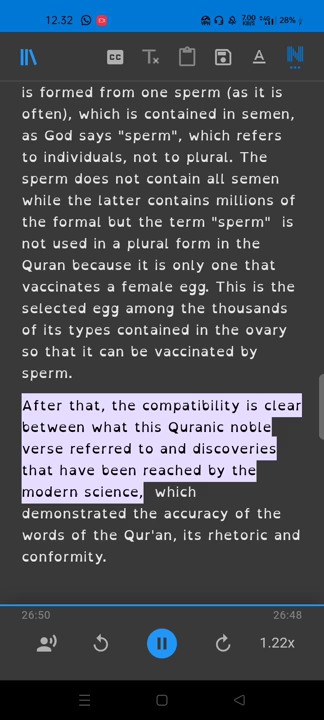 12.32
7.00
KB/S
28%
CC
T
A
N
is formed from one sperm (as it is
often), which is contained in semen,
as God says "sperm", which refers
to individuals, not to plural. The
sperm does not contain all semen
while the latter contains millions of
the formal but the term "sperm" is
not used in a plural form in the
Quran because it is only one that
vaccinates a female egg. This is the
selected egg among the thousands
of its types contained in the ovary
so that it can be vaccinated by
sperm.
After that, the compatibility is clear
between what this Quranic noble
verse referred to and discoveries
that have been reached by the
modern science, which
demonstrated the accuracy of the
words of the Qur'an, its rhetoric and
conformity.
26:50
26:48
1.22x